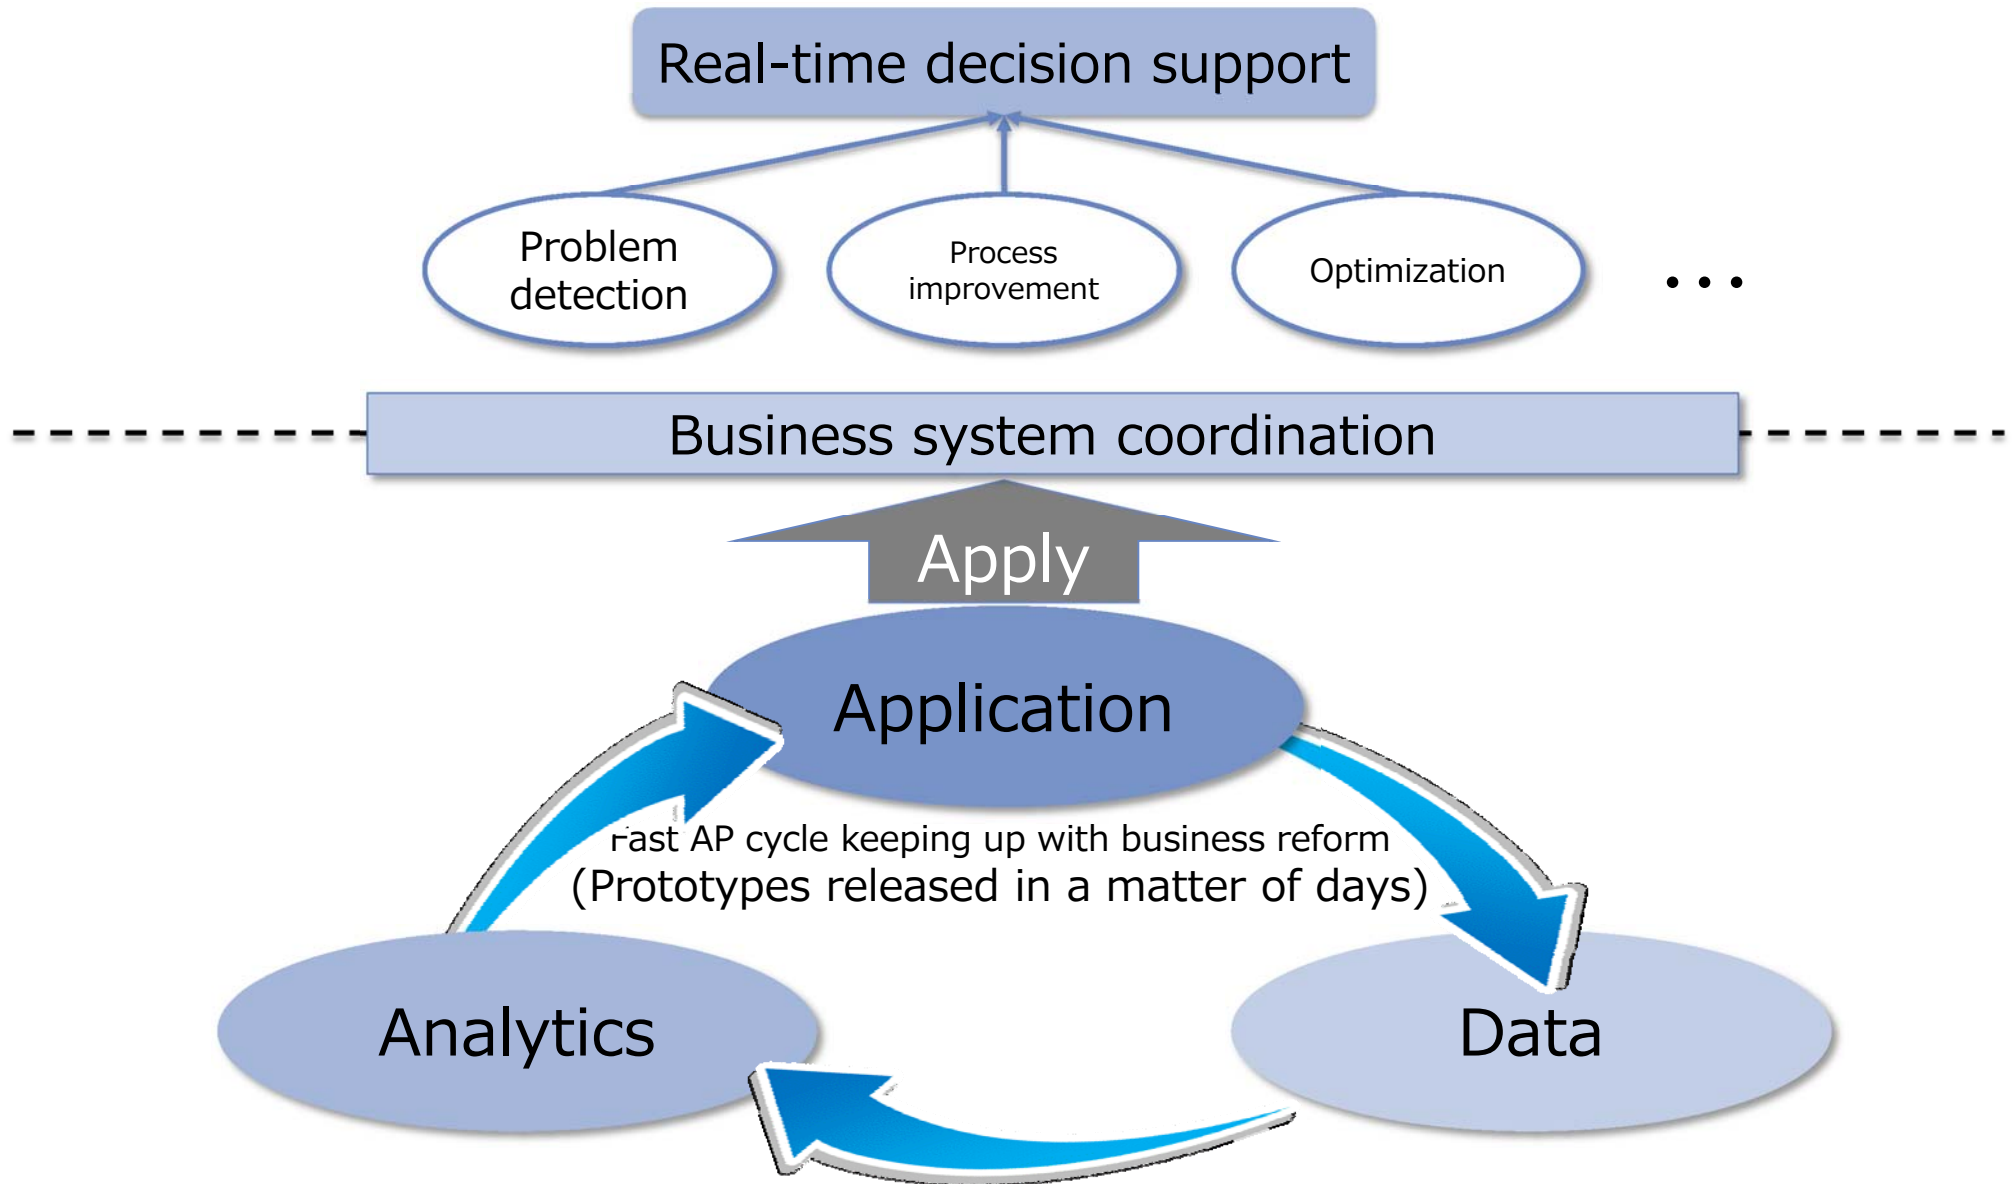 Real-time decision support
Problem
detection
Process
improvement
Optimization
...
Business system coordination
Apply
Application
Fast AP cycle keeping up with business reform
(Prototypes released in a matter of days)
Analytics
Data